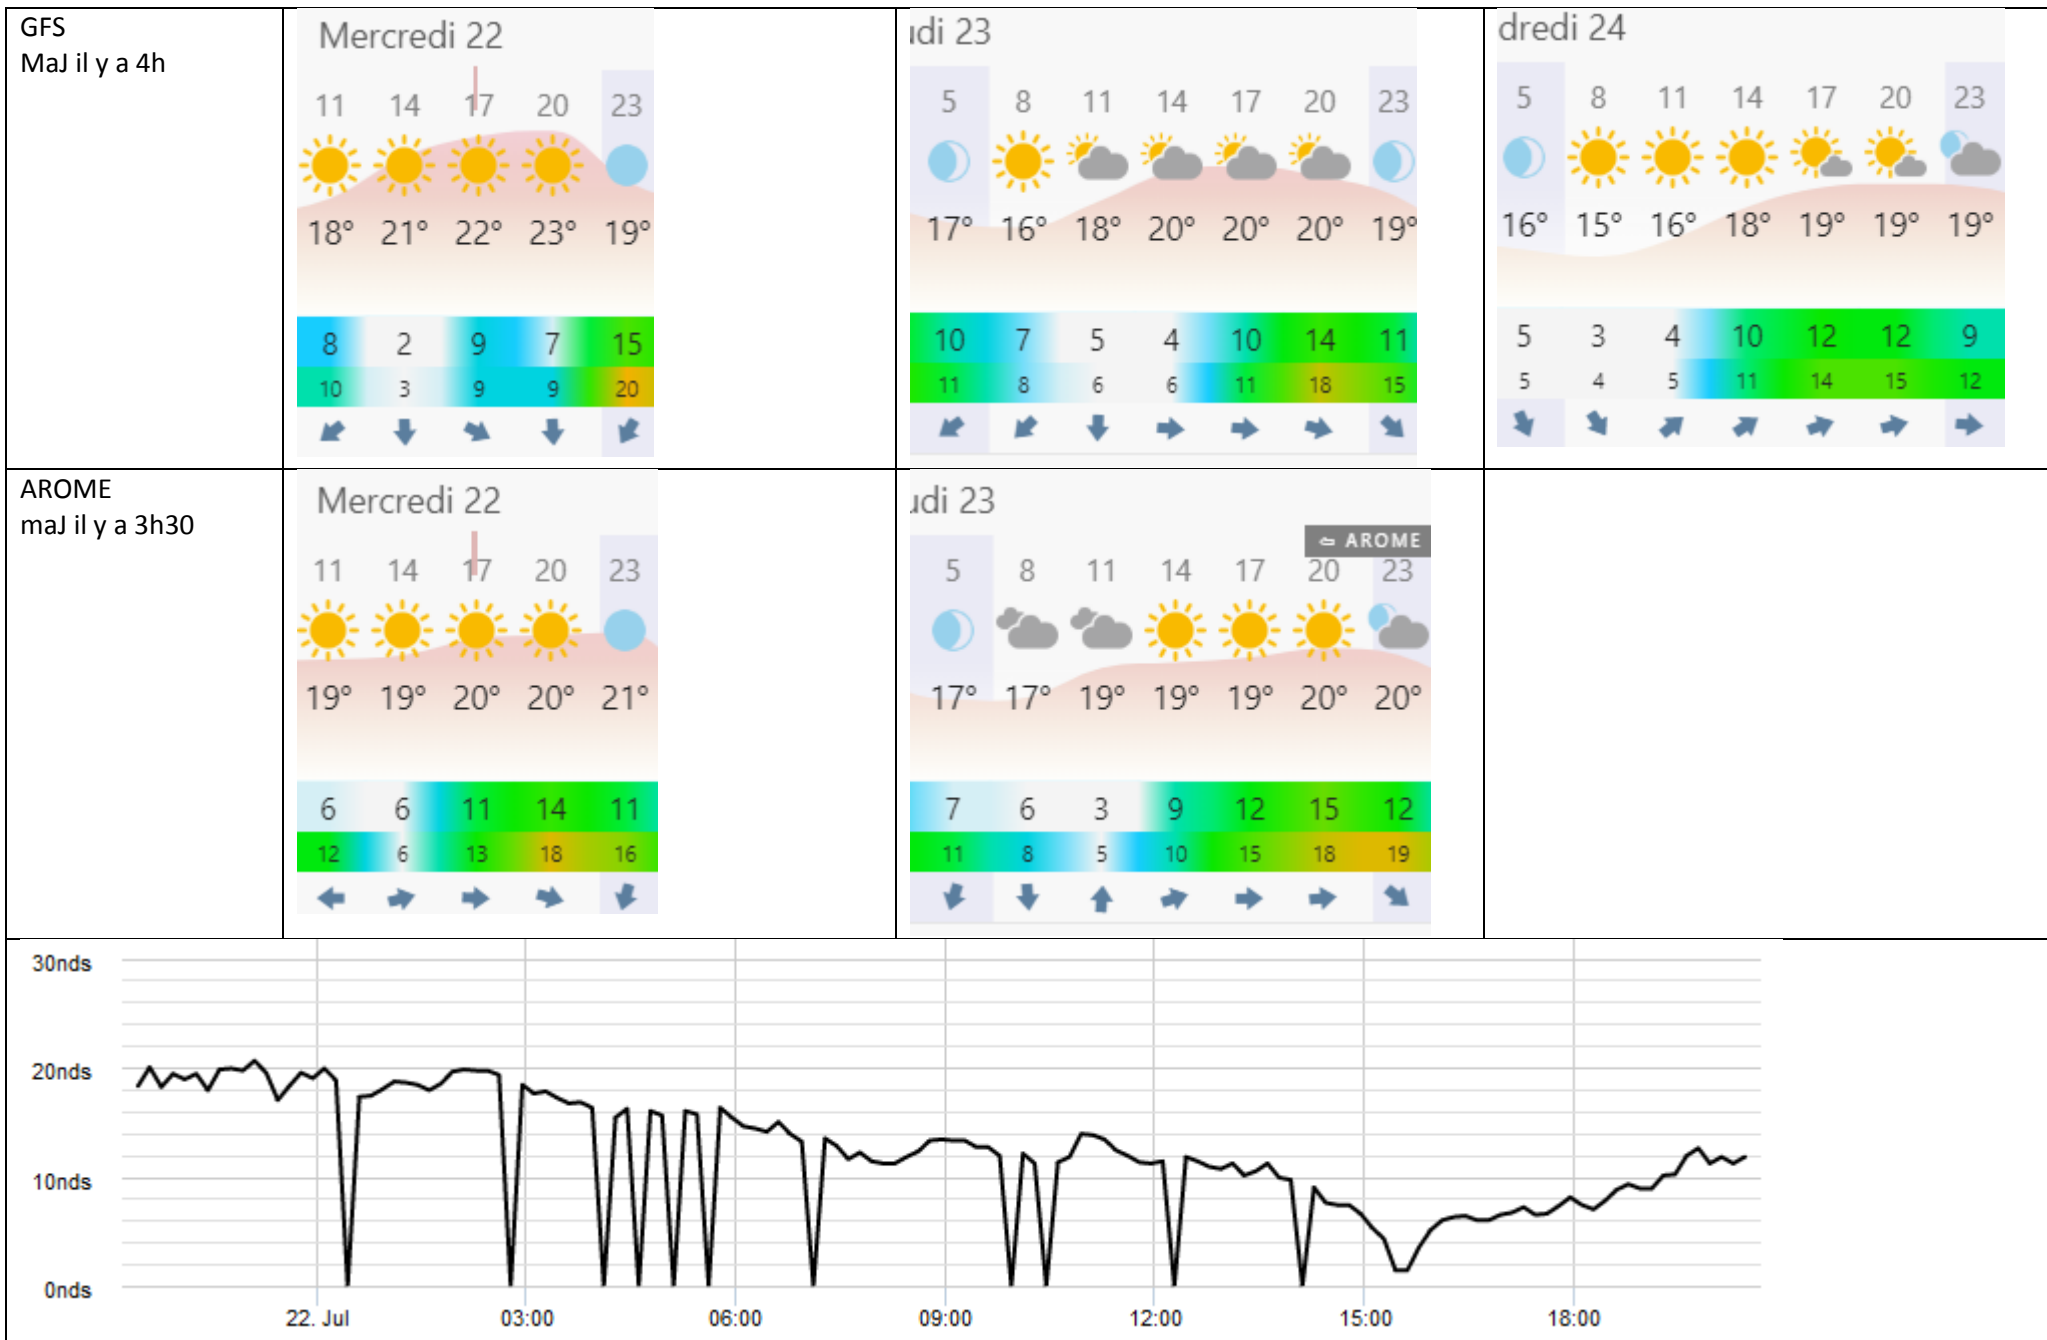 GFS
MaJ il y a 4h
Mercredi 22
11 14 17 20 23
18° 21° 22° 23° 19°
8 2 9 7 15
10 3 9 9 20
udi 23
5 8 11 14 17 20 23
17° 16° 18° 20° 20° 20° 19°
10 7 5 4 10 14 11
11 8 6 6 11 18 15
dredi 24
5 8 11 14 17 20 23
16° 15° 16° 18° 19° 19° 19°
5 3 4 10 12 12 9
5 4 5 11 14 15 12
AROME
maJ il y a 3h30
Mercredi 22
11 14 17 20 23
19° 19° 20° 20° 21°
6 6 11 14 11
12 6 13 18 16
udi 23
AROME
5 8 11 14 17 20 23
17° 17° 19° 19° 19° 20° 20°
7 6 3 9 12 15 12
11 8 5 10 15 18 19
30nds
20nds
10nds
0nds
22. Jul 03:00 06:00 09:00 12:00 15:00 18:00